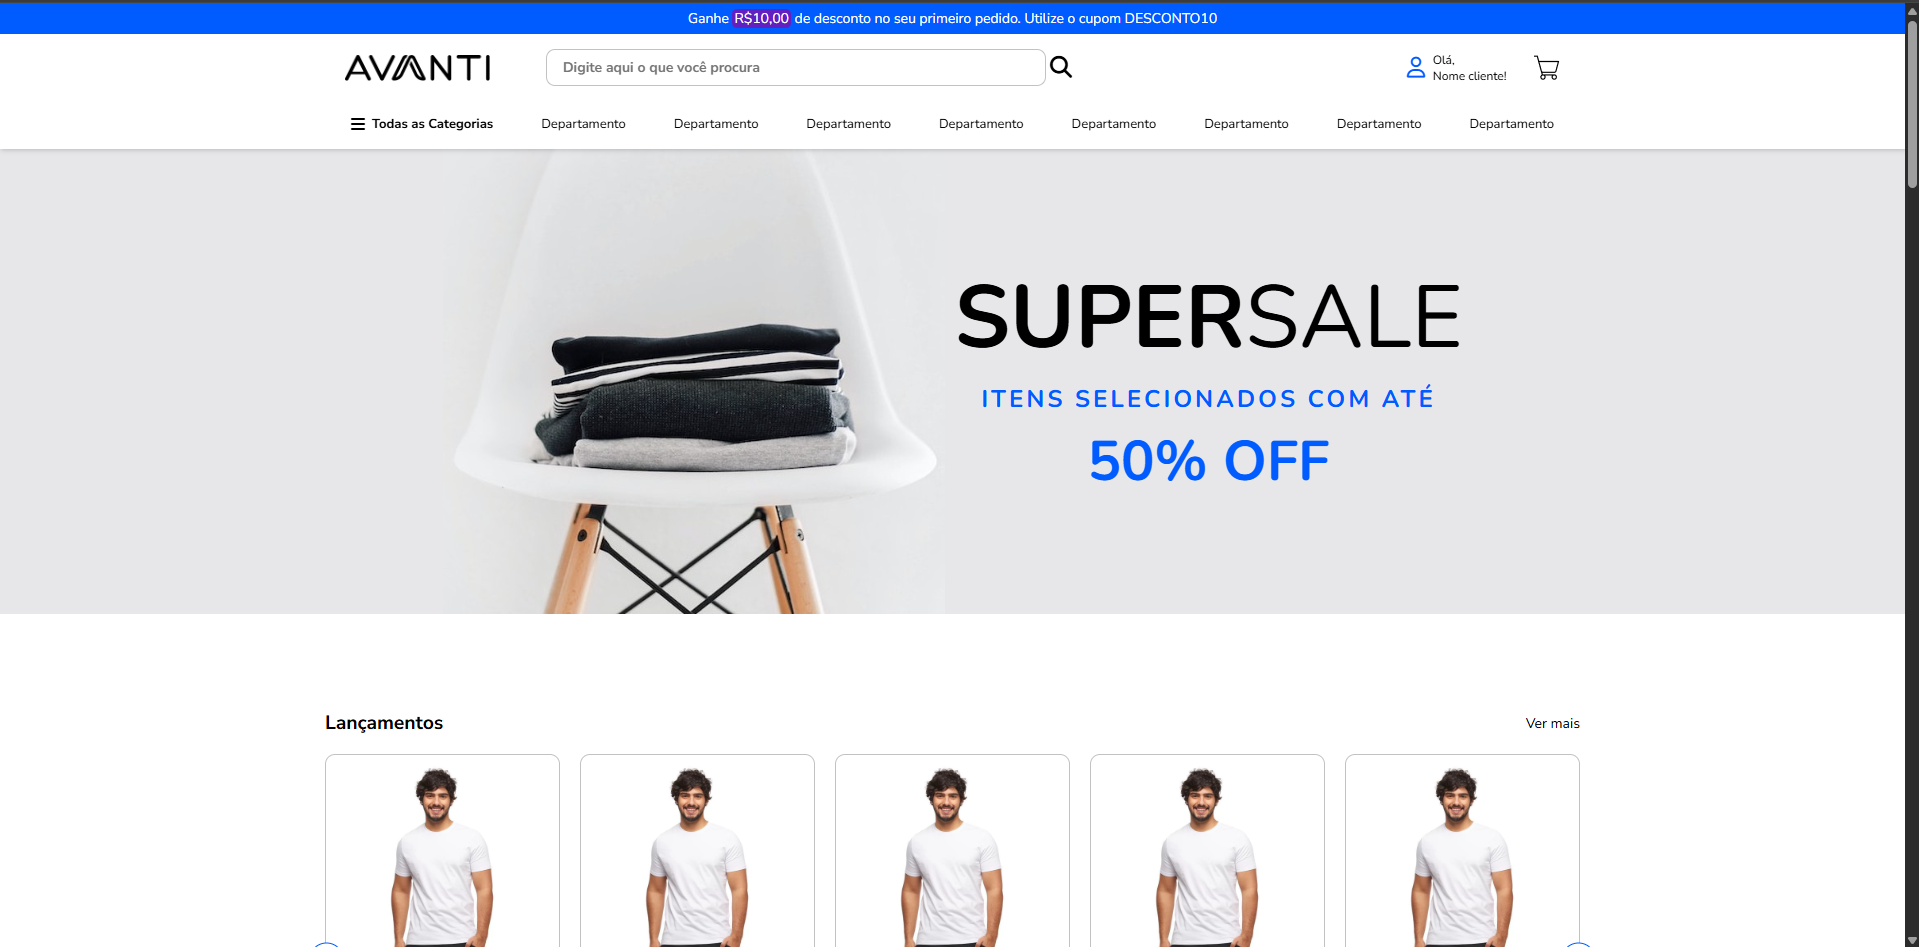 Ganhe R$10,00 de desconto no seu primeiro pedido. Utilize o cupom DESCONTO10
AVANTI
Digite aqui o que você procura
Olá,
Nome cliente!
Todas as Categorias
Departamento
Departamento
Departamento
Departamento
Departamento
Departamento
Departamento
Departamento
SUPERSALE
ITENS SELECIONADOS COM ATÉ
50% OFF
Lançamentos
Ver mais